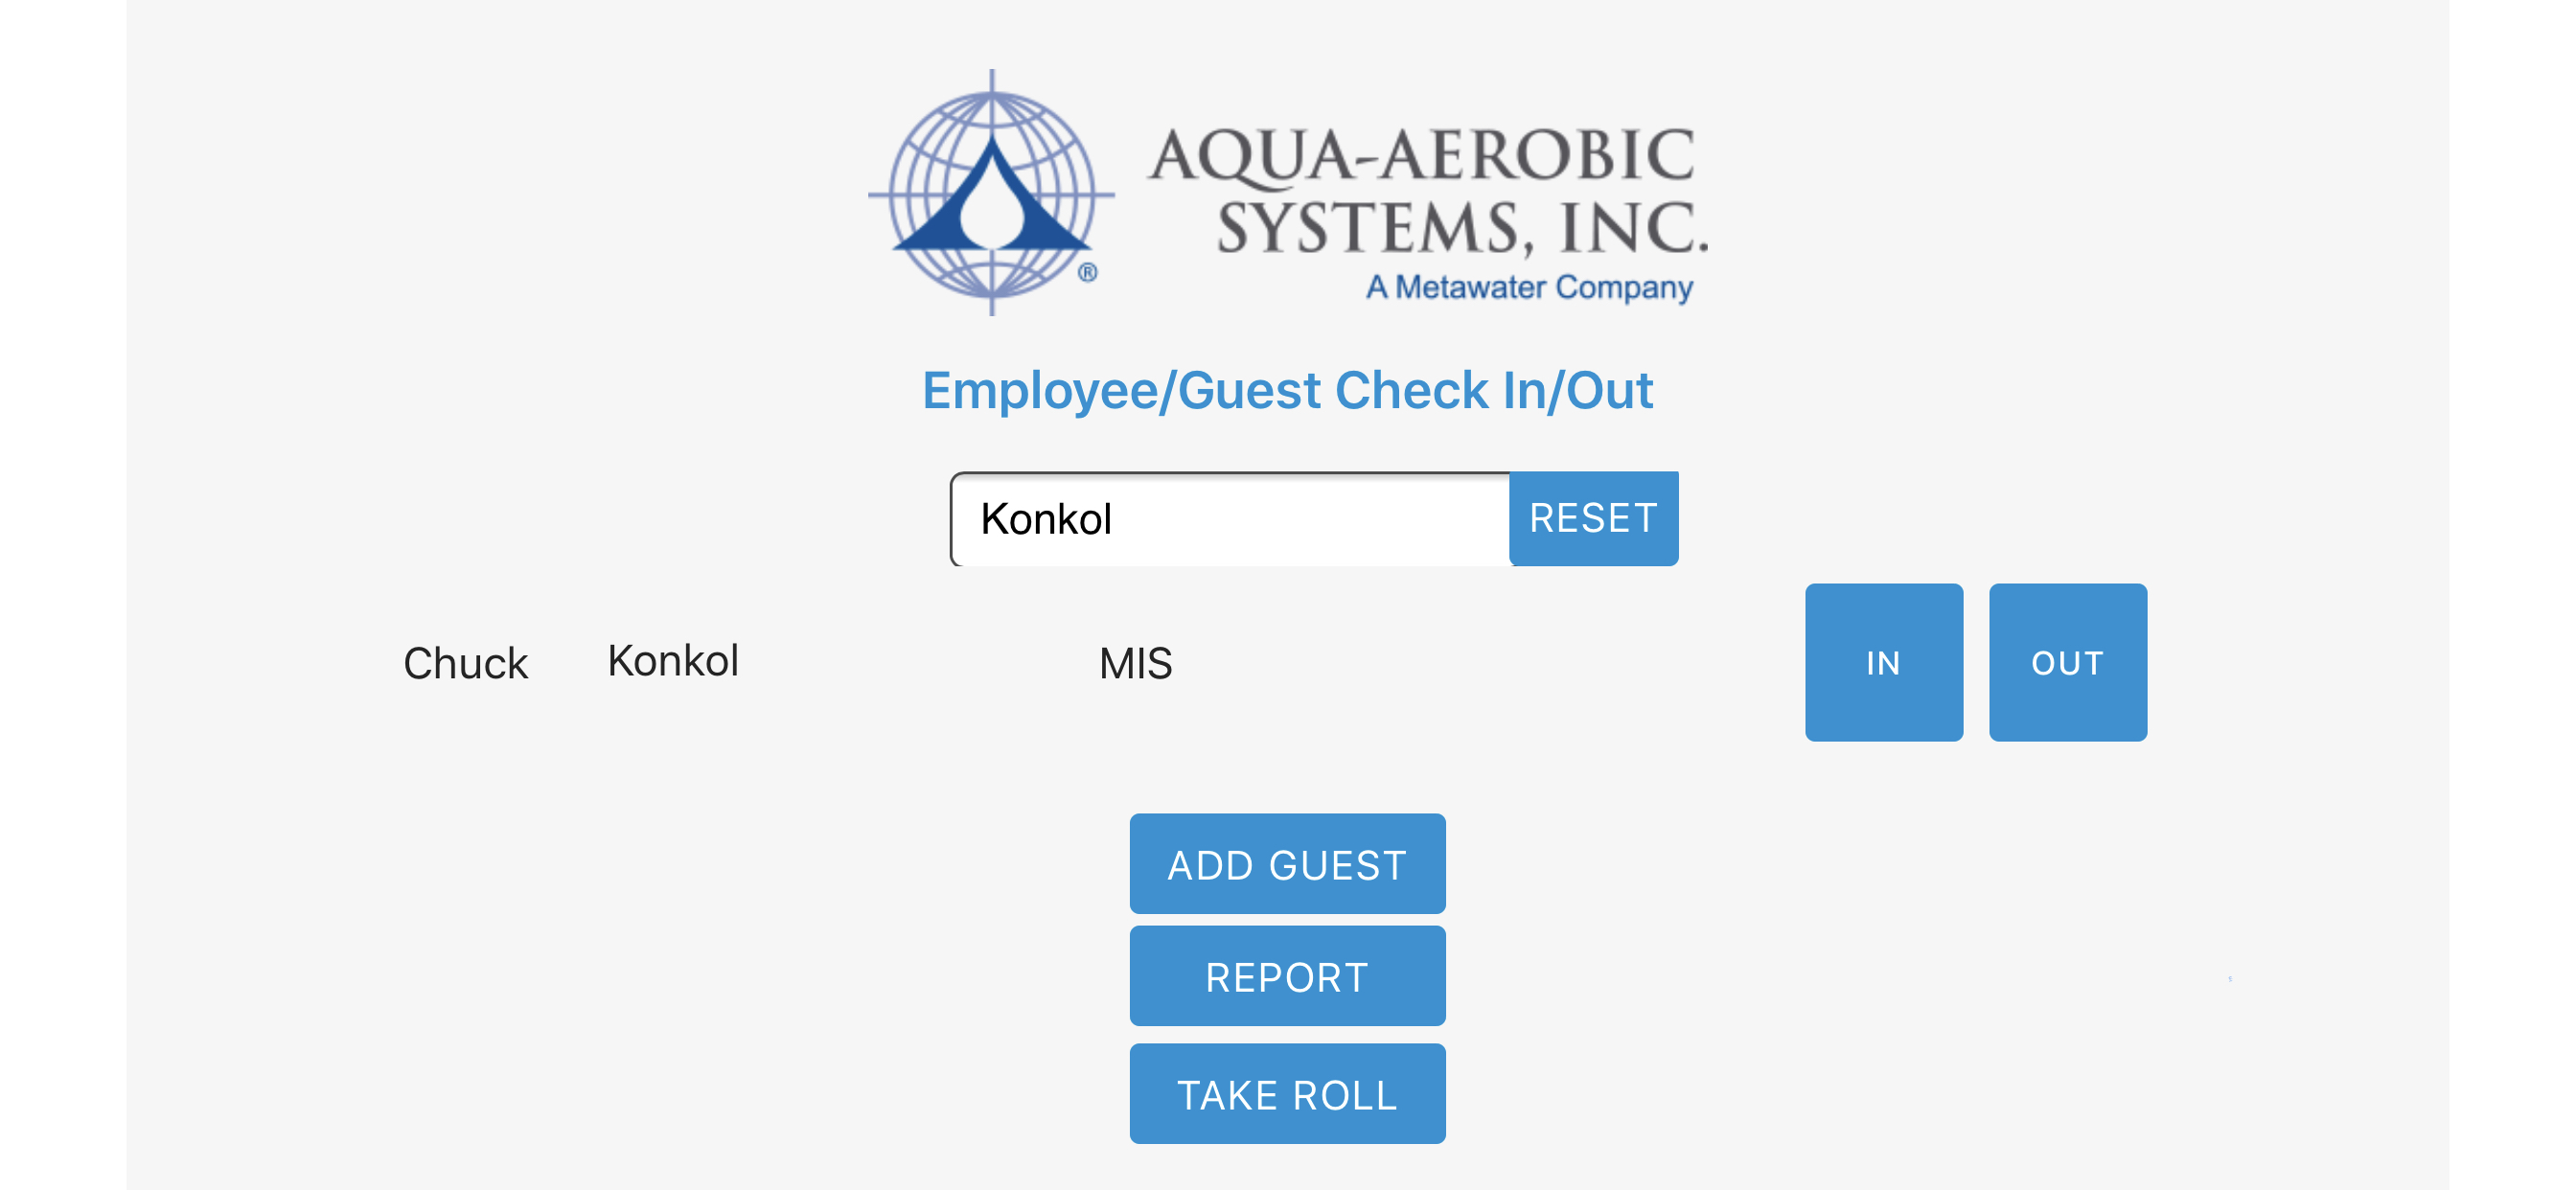 AQUA-AEROBIC
SYSTEMS, INC.
®
A Metawater Company
Employee/Guest Check In/Out
Konkol RESET
Chuck Konkol MIS IN OUT
ADD GUEST
REPORT
TAKE ROLL